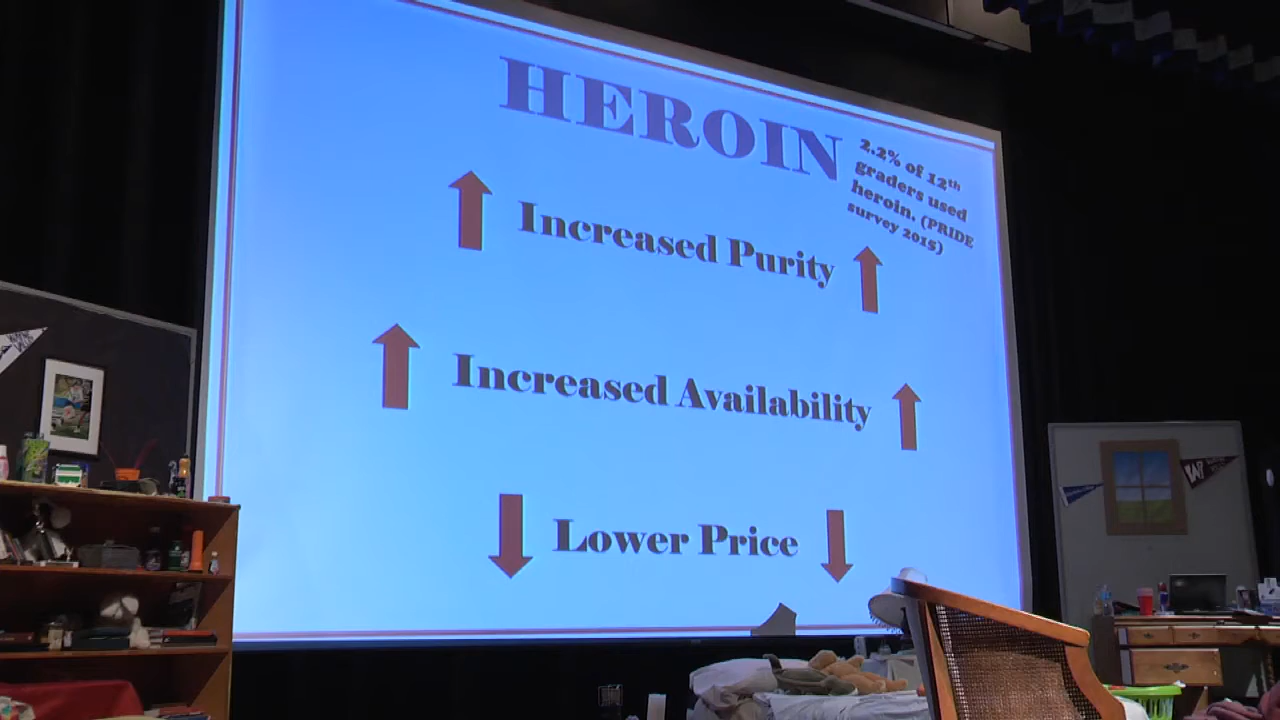 HEROIN
2.2% of 12th
graders used
heroin. (PRIDE
survey 2015)
Increased Purity
Increased Availability
Lower Price